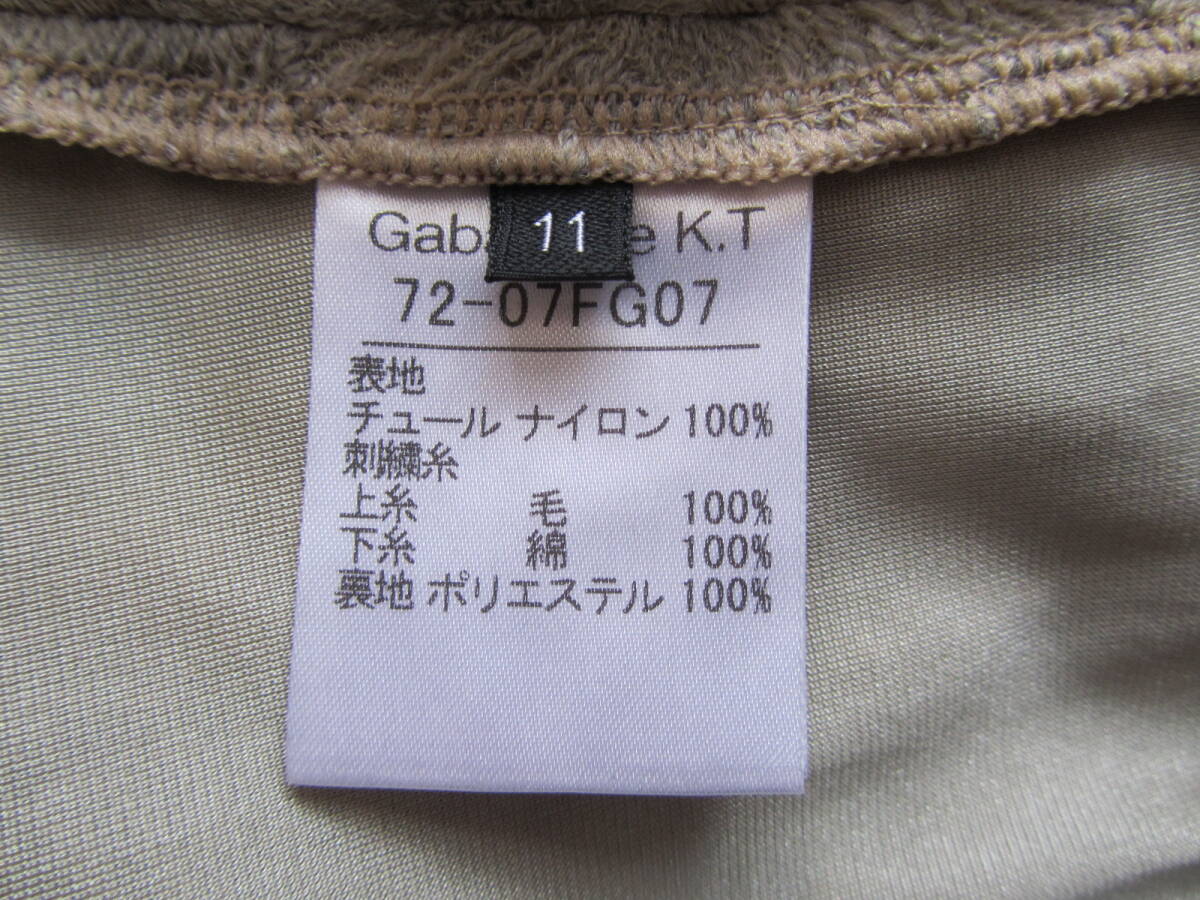 11
K.T
72-07FG07
表地
チュール ナイロン 100%
刺繍糸
上糸 毛 100%
下糸 綿 100%
裏地 ポリエステル 100%